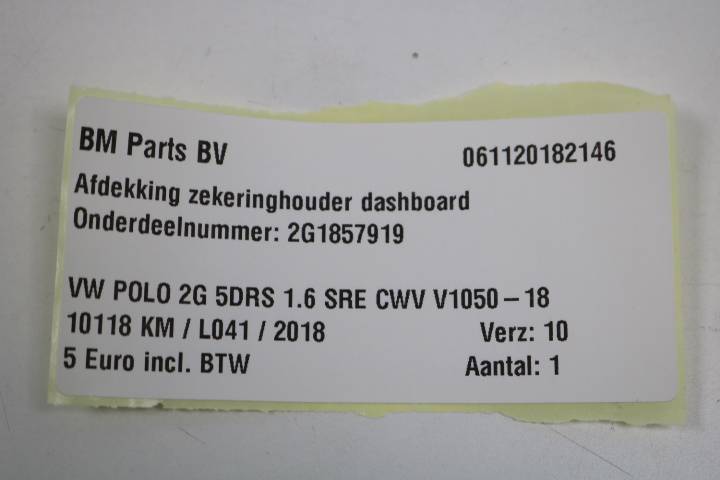 BM Parts BV 061120182146
Afdekking zekeringhouder dashboard
Onderdeelnummer: 2G1857919
VW POLO 2G 5DRS 1.6 SRE CWV V1050 – 18
10118 KM / L041 / 2018 Verz: 10
5 Euro incl. BTW Aantal: 1